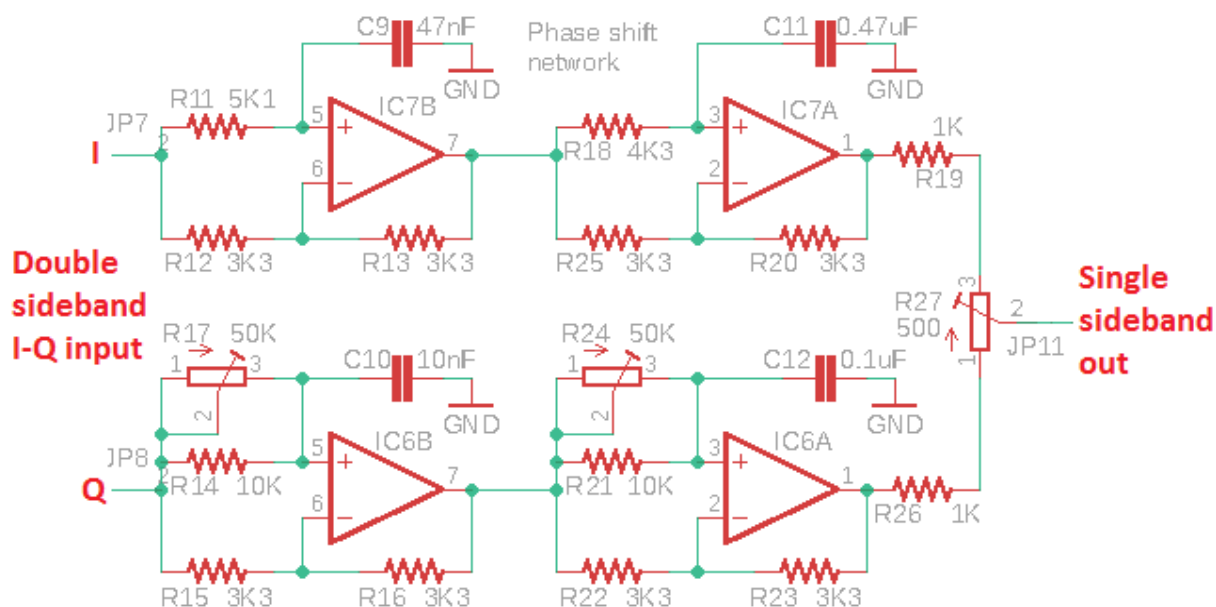 C9 47nF
Phase shift
network
C11 0.47uF
GND
GND
R11 5K1
IC7B
IC7A
JP7
2
I
5
+
6
−
7
R18 4K3
3
+
2
−
1
1K
R19
R12 3K3
R13 3K3
R25 3K3
R20 3K3
Double
sideband
I-Q input
R27
500
3
2
1
JP11
Single
sideband
out
R17 50K
1
3
2
C10 10nF
GND
R24 50K
1
3
2
C12 0.1uF
GND
JP8
2
Q
R14 10K
IC6B
5
+
6
−
7
R21 10K
IC6A
3
+
2
−
1
R26 1K
R15 3K3
R16 3K3
R22 3K3
R23 3K3